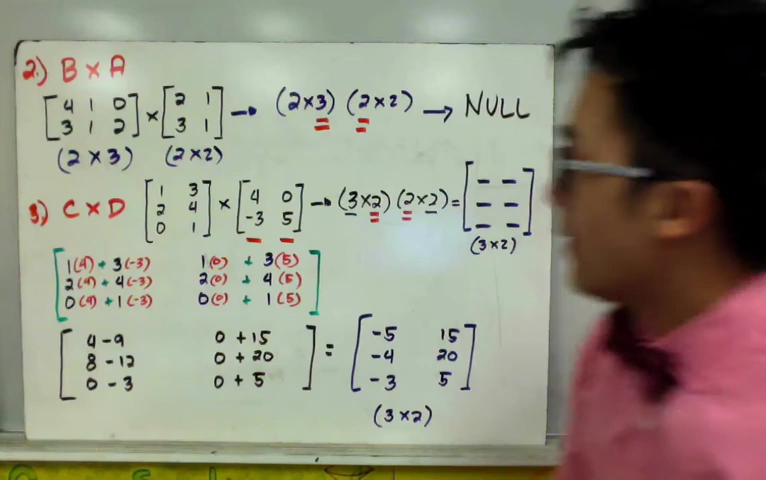 2.) B × A
[4 1 0] × [2 1] → (2×3) (2×2) → NULL
[3 1 2] [3 1]
(2×3) (2×2)
3) C × D [1 3] × [4 0] → (3×2) (2×2) = [_ _]
[2 4] [-3 5] [_ _]
[0 1] [_ _]
(3×2)
[1(4) + 3(-3) 1(0) + 3(5)]
[2(4) + 4(-3) 2(0) + 4(5)]
[0(4) + 1(-3) 0(0) + 1(5)]
[4-9 0+15] = [-5 15]
[8-12 0+20] [-4 20]
[0-3 0+5] [-3 5]
(3×2)